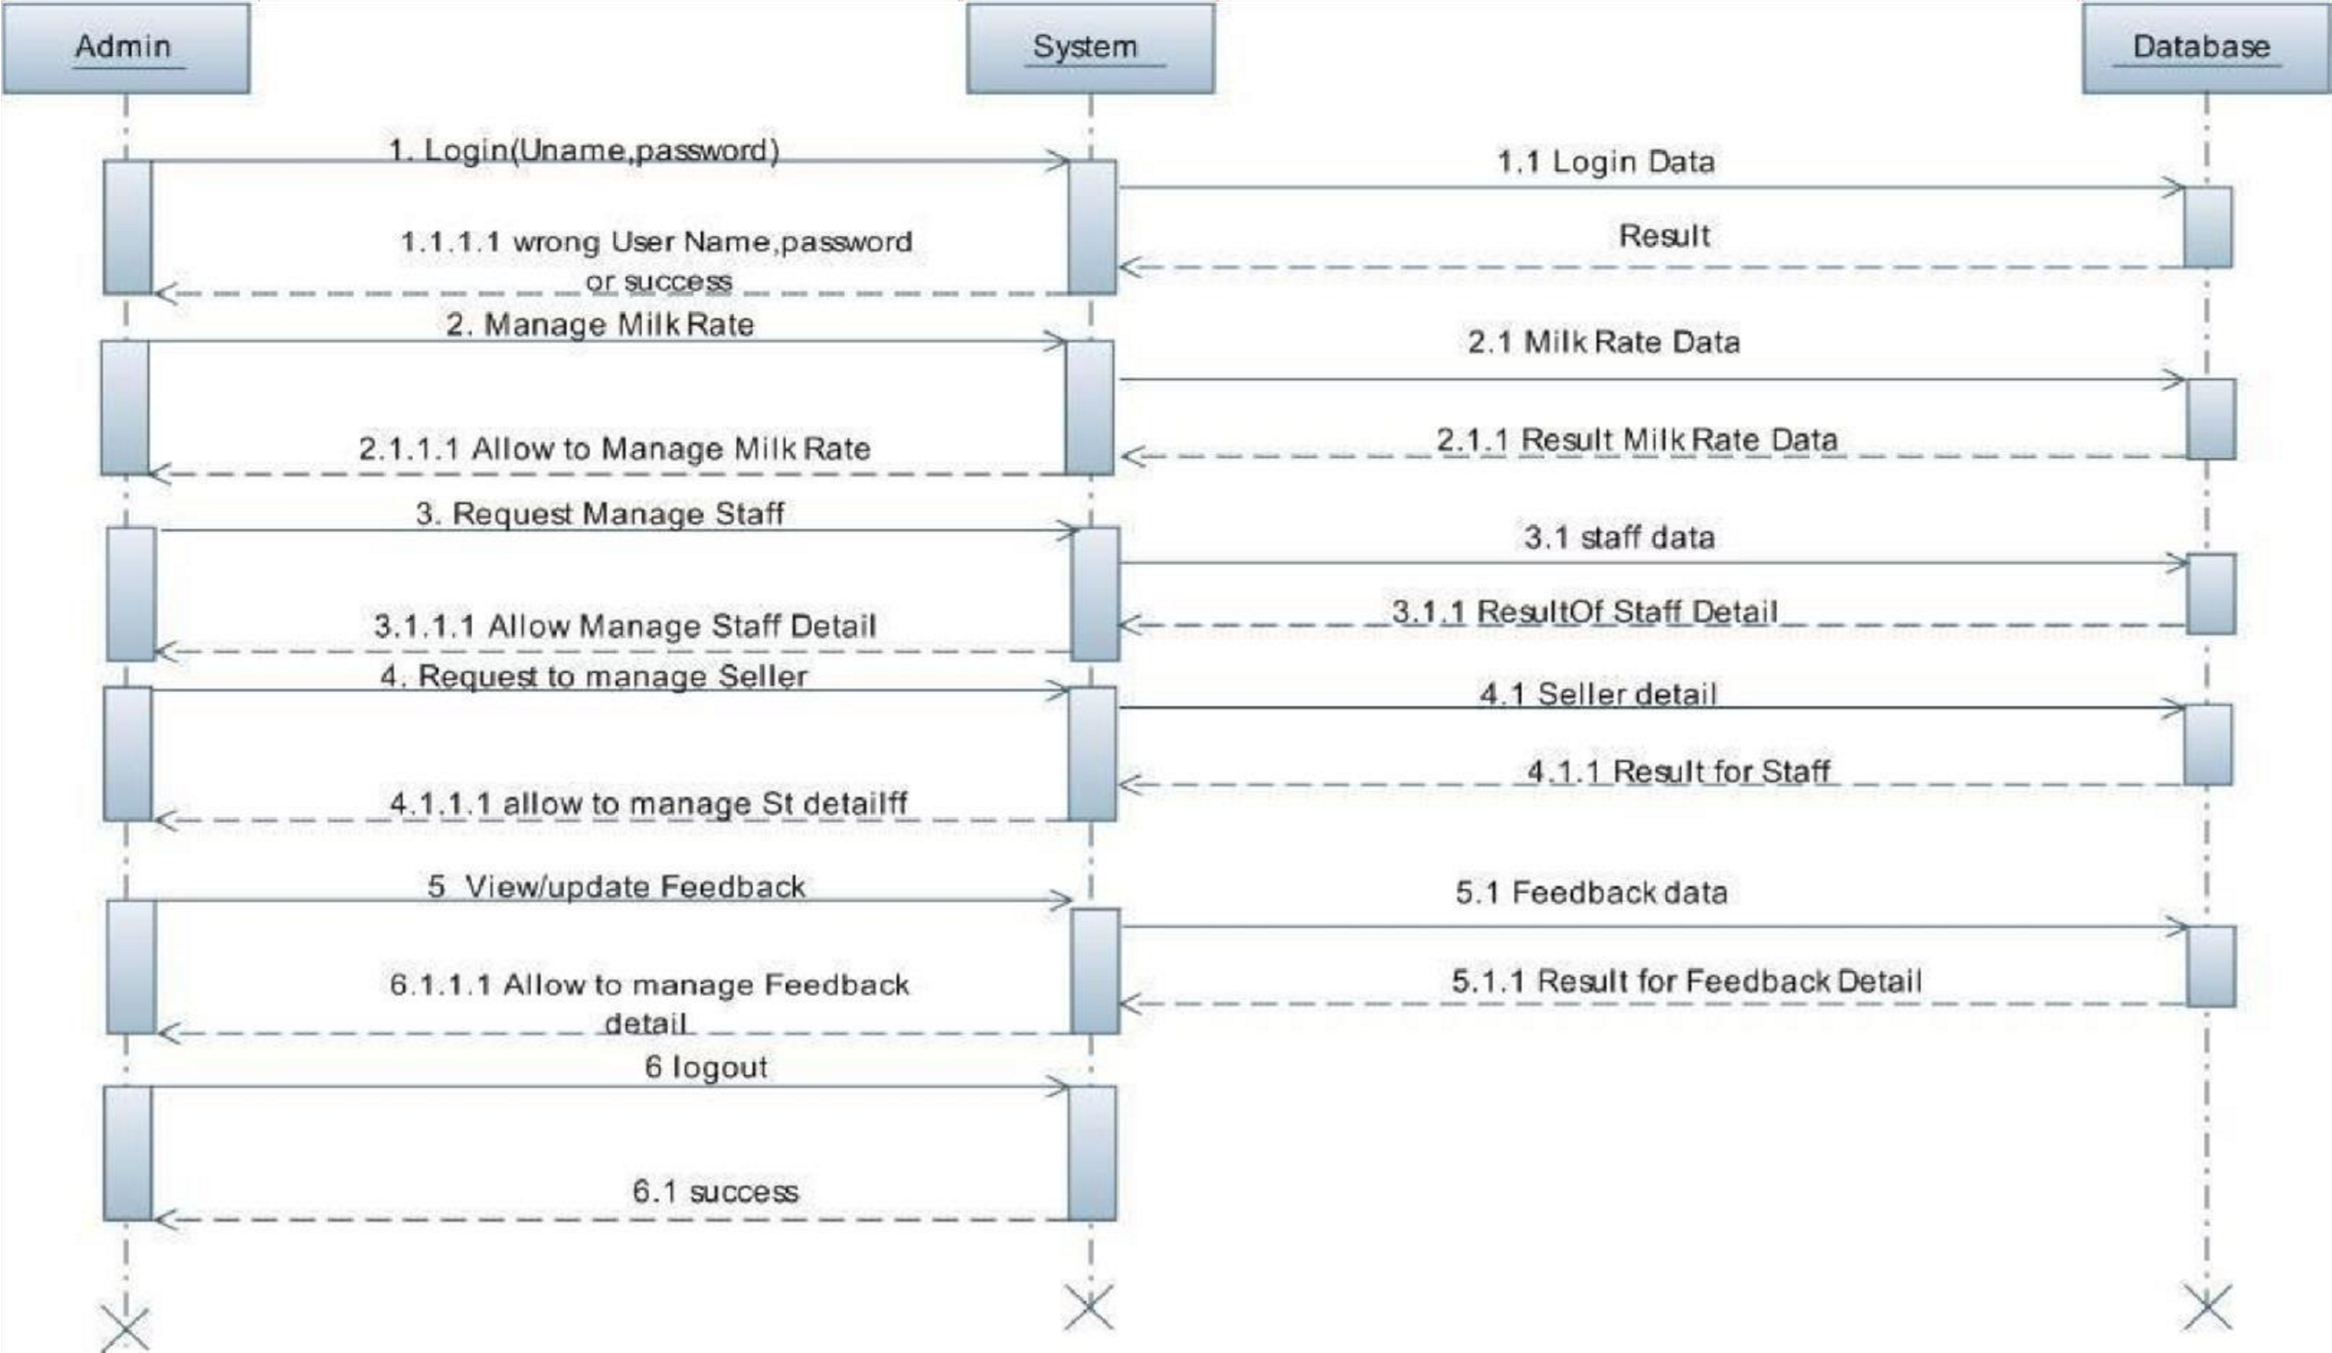 Admin
System
Database
1. Login(Uname,password)
1.1 Login Data
Result
1.1.1.1 wrong User Name,password
or success
2. Manage Milk Rate
2.1 Milk Rate Data
2.1.1 Result Milk Rate Data
2.1.1.1 Allow to Manage Milk Rate
3. Request Manage Staff
3.1 staff data
3.1.1 ResultOf Staff Detail
3.1.1.1 Allow Manage Staff Detail
4. Request to manage Seller
4.1 Seller detail
4.1.1 Result for Staff
4.1.1.1 allow to manage St detailff
5 View/update Feedback
5.1 Feedback data
5.1.1 Result for Feedback Detail
6.1.1.1 Allow to manage Feedback
detail
6 logout
6.1 success